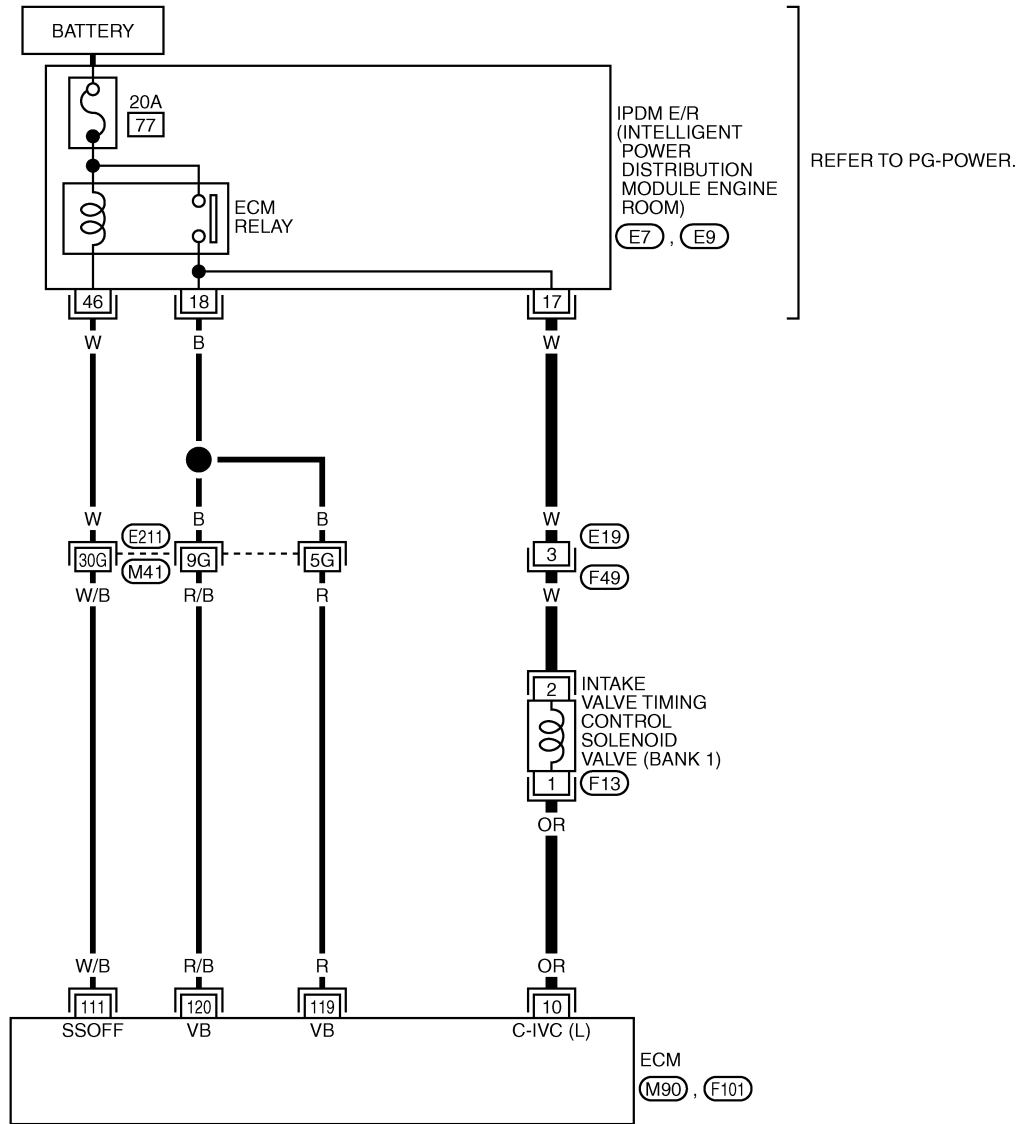 BATTERY
20A
77
IPDM E/R
(INTELLIGENT
POWER
DISTRIBUTION
MODULE ENGINE
ROOM)
E7 , E9
REFER TO PG-POWER.
ECM
RELAY
46 18 17
W B W
W B B W
E211
M41
30G 9G 5G
E19
3
F49
W/B R/B R W
2
INTAKE
VALVE TIMING
CONTROL
SOLENOID
VALVE (BANK 1)
1
F13
OR
W/B R/B R OR
111 120 119 10
SSOFF VB VB C-IVC (L)
ECM
M90 , F101